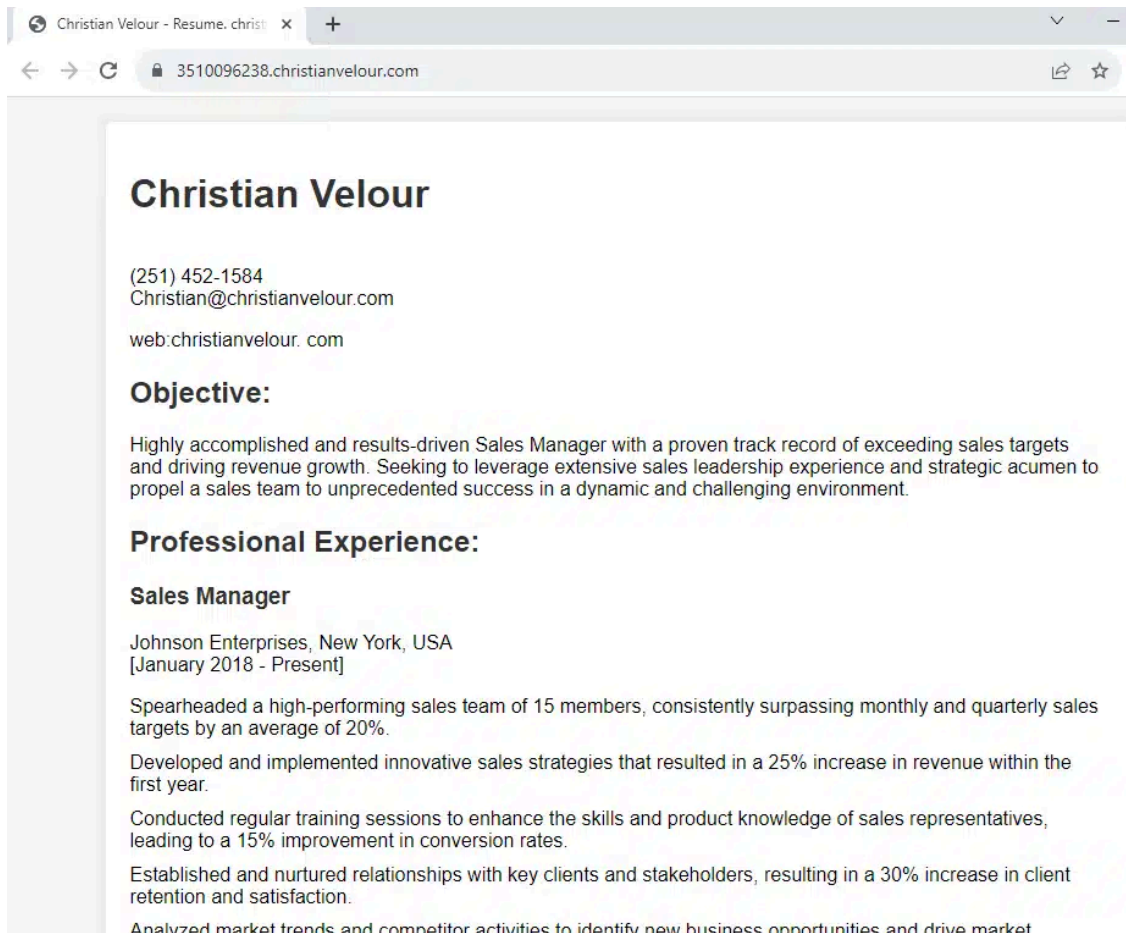 Christian Velour - Resume. christ
3510096238.christianvelour.com
Christian Velour
(251) 452-1584
Christian@christianvelour.com
web:christianvelour. com
Objective:
Highly accomplished and results-driven Sales Manager with a proven track record of exceeding sales targets
and driving revenue growth. Seeking to leverage extensive sales leadership experience and strategic acumen to
propel a sales team to unprecedented success in a dynamic and challenging environment.
Professional Experience:
Sales Manager
Johnson Enterprises, New York, USA
[January 2018 - Present]
Spearheaded a high-performing sales team of 15 members, consistently surpassing monthly and quarterly sales
targets by an average of 20%.
Developed and implemented innovative sales strategies that resulted in a 25% increase in revenue within the
first year.
Conducted regular training sessions to enhance the skills and product knowledge of sales representatives,
leading to a 15% improvement in conversion rates.
Established and nurtured relationships with key clients and stakeholders, resulting in a 30% increase in client
retention and satisfaction.
Analyzed market trends and competitor activities to identify new business opportunities and drive market